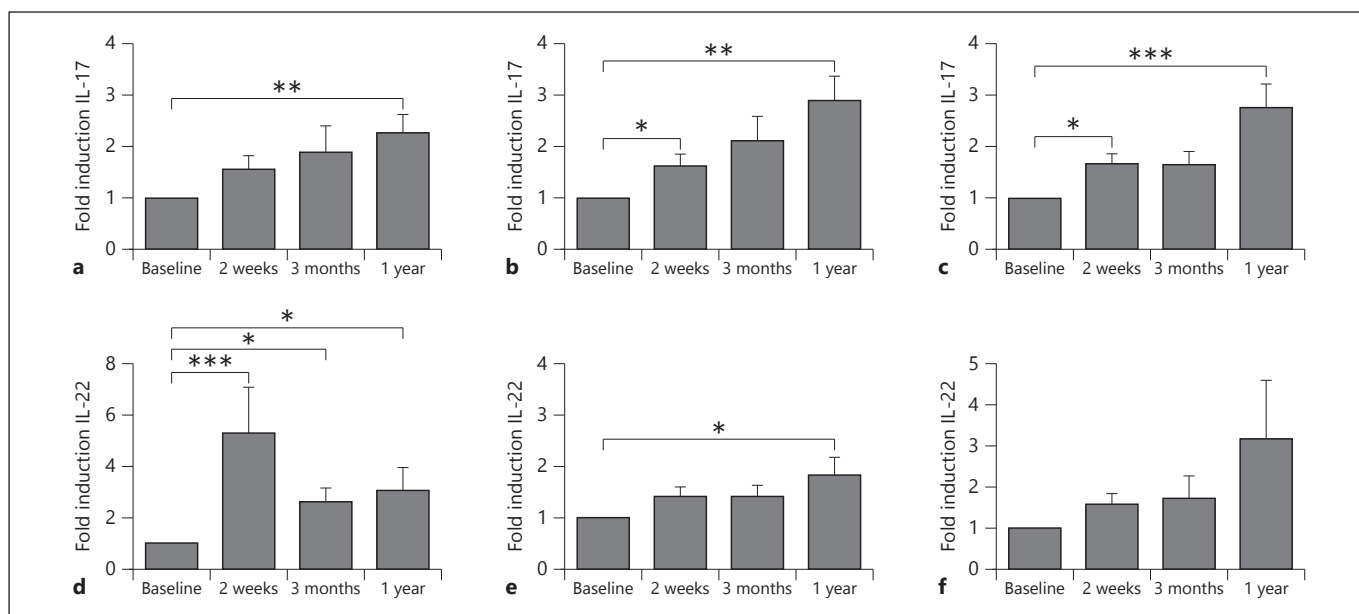 Fold induction IL-17
4
3
2
1
0
**
Baseline 2 weeks 3 months 1 year
a
Fold induction IL-17
4
3
2
1
0
**
*
Baseline 2 weeks 3 months 1 year
b
Fold induction IL-17
4
3
2
1
0
***
*
Baseline 2 weeks 3 months 1 year
c
Fold induction IL-22
8
6
4
2
0
*
*
***
Baseline 2 weeks 3 months 1 year
d
Fold induction IL-22
4
3
2
1
0
*
Baseline 2 weeks 3 months 1 year
e
Fold induction IL-22
5
4
3
2
1
0
Baseline 2 weeks 3 months 1 year
f